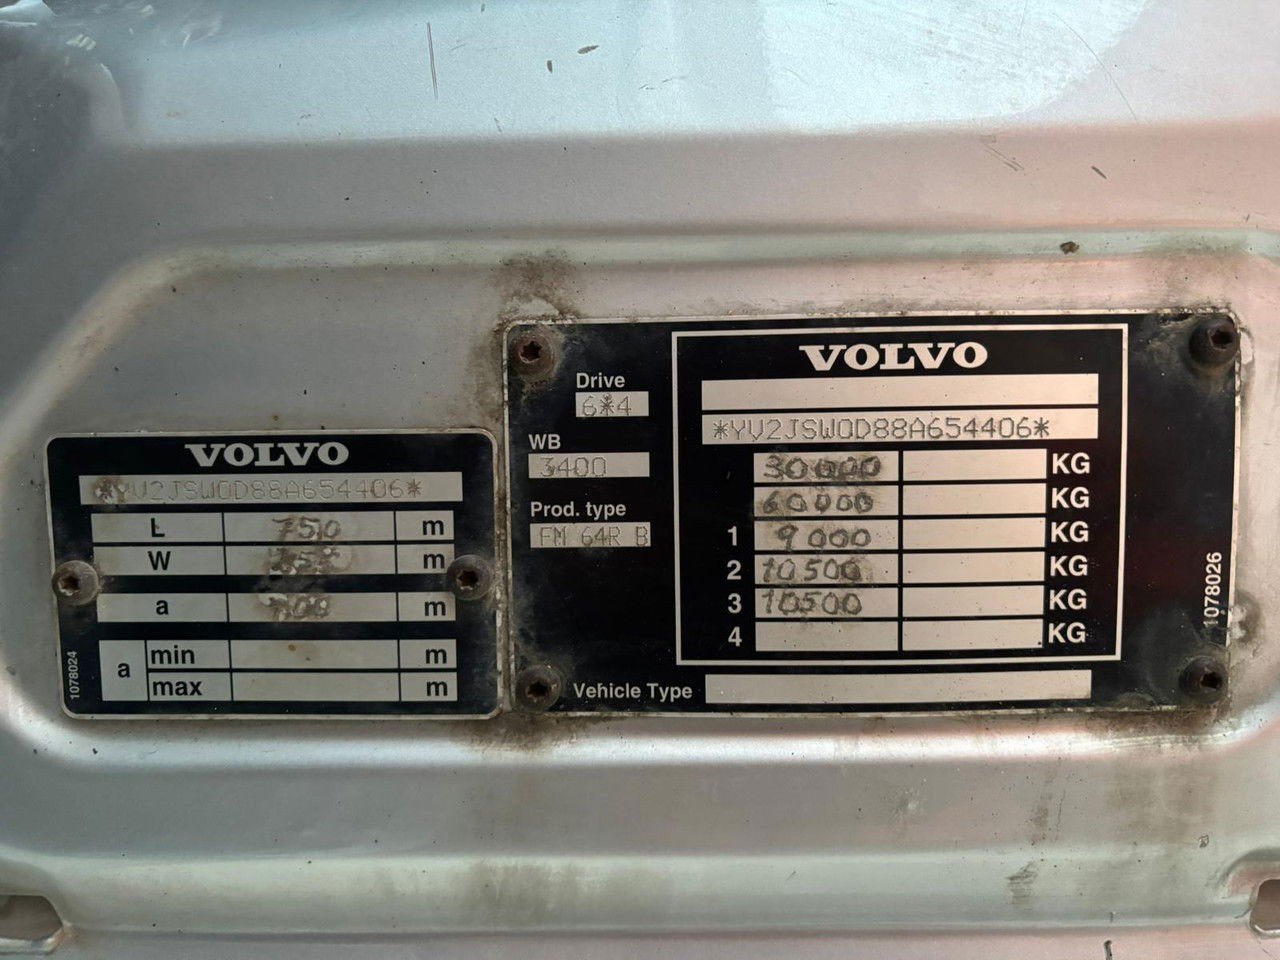 VOLVO
*YV2JSW0D88A654406*
L 750 m
W m
a m
a min m
max m
1078024
VOLVO
Drive
6*4
*YV2JSW0D88A654406*
WB
3400
30000 KG
60000 KG
Prod. type
FM 64R B
1 9000 KG
2 10500 KG
3 10500 KG
4 KG
1078026
Vehicle Type